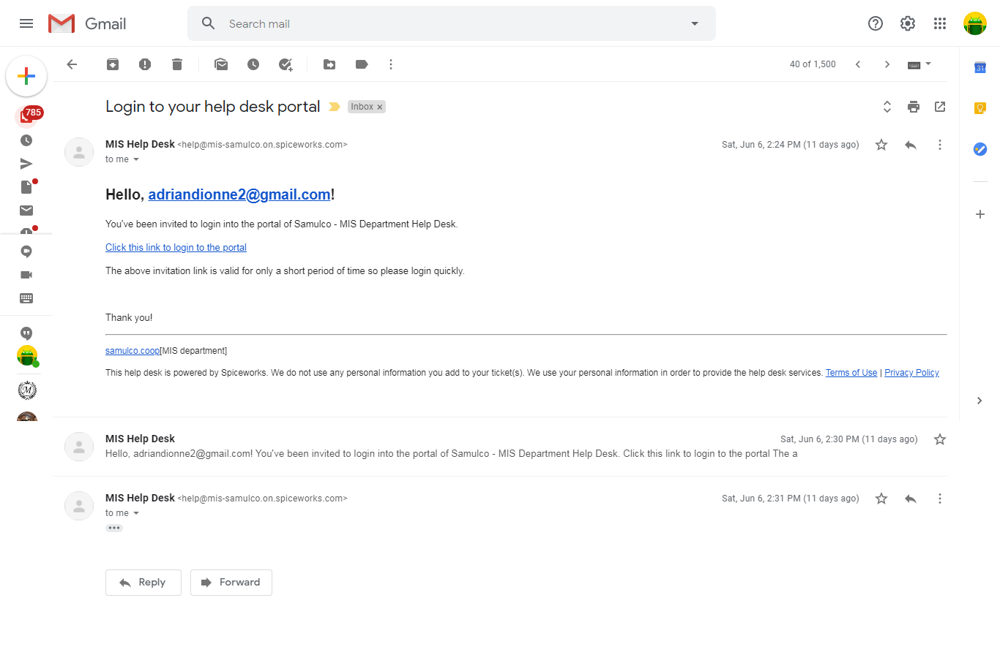 Gmail
Search mail
40 of 1,500
31
785
Login to your help desk portal
Inbox ×
MIS Help Desk <help@mis-samulco.on.spiceworks.com>
Sat, Jun 6, 2:24 PM (11 days ago)
to me
Hello, adriandionne2@gmail.com!
You've been invited to login into the portal of Samulco - MIS Department Help Desk.
Click this link to login to the portal
The above invitation link is valid for only a short period of time so please login quickly.
Thank you!
samulco.coop[MIS department]
This help desk is powered by Spiceworks. We do not use any personal information you add to your ticket(s). We use your personal information in order to provide the help desk services. Terms of Use | Privacy Policy
M
MIS Help Desk
Sat, Jun 6, 2:30 PM (11 days ago)
Hello, adriandionne2@gmail.com! You've been invited to login into the portal of Samulco - MIS Department Help Desk. Click this link to login to the portal The a
MIS Help Desk <help@mis-samulco.on.spiceworks.com>
Sat, Jun 6, 2:31 PM (11 days ago)
to me
Reply
Forward